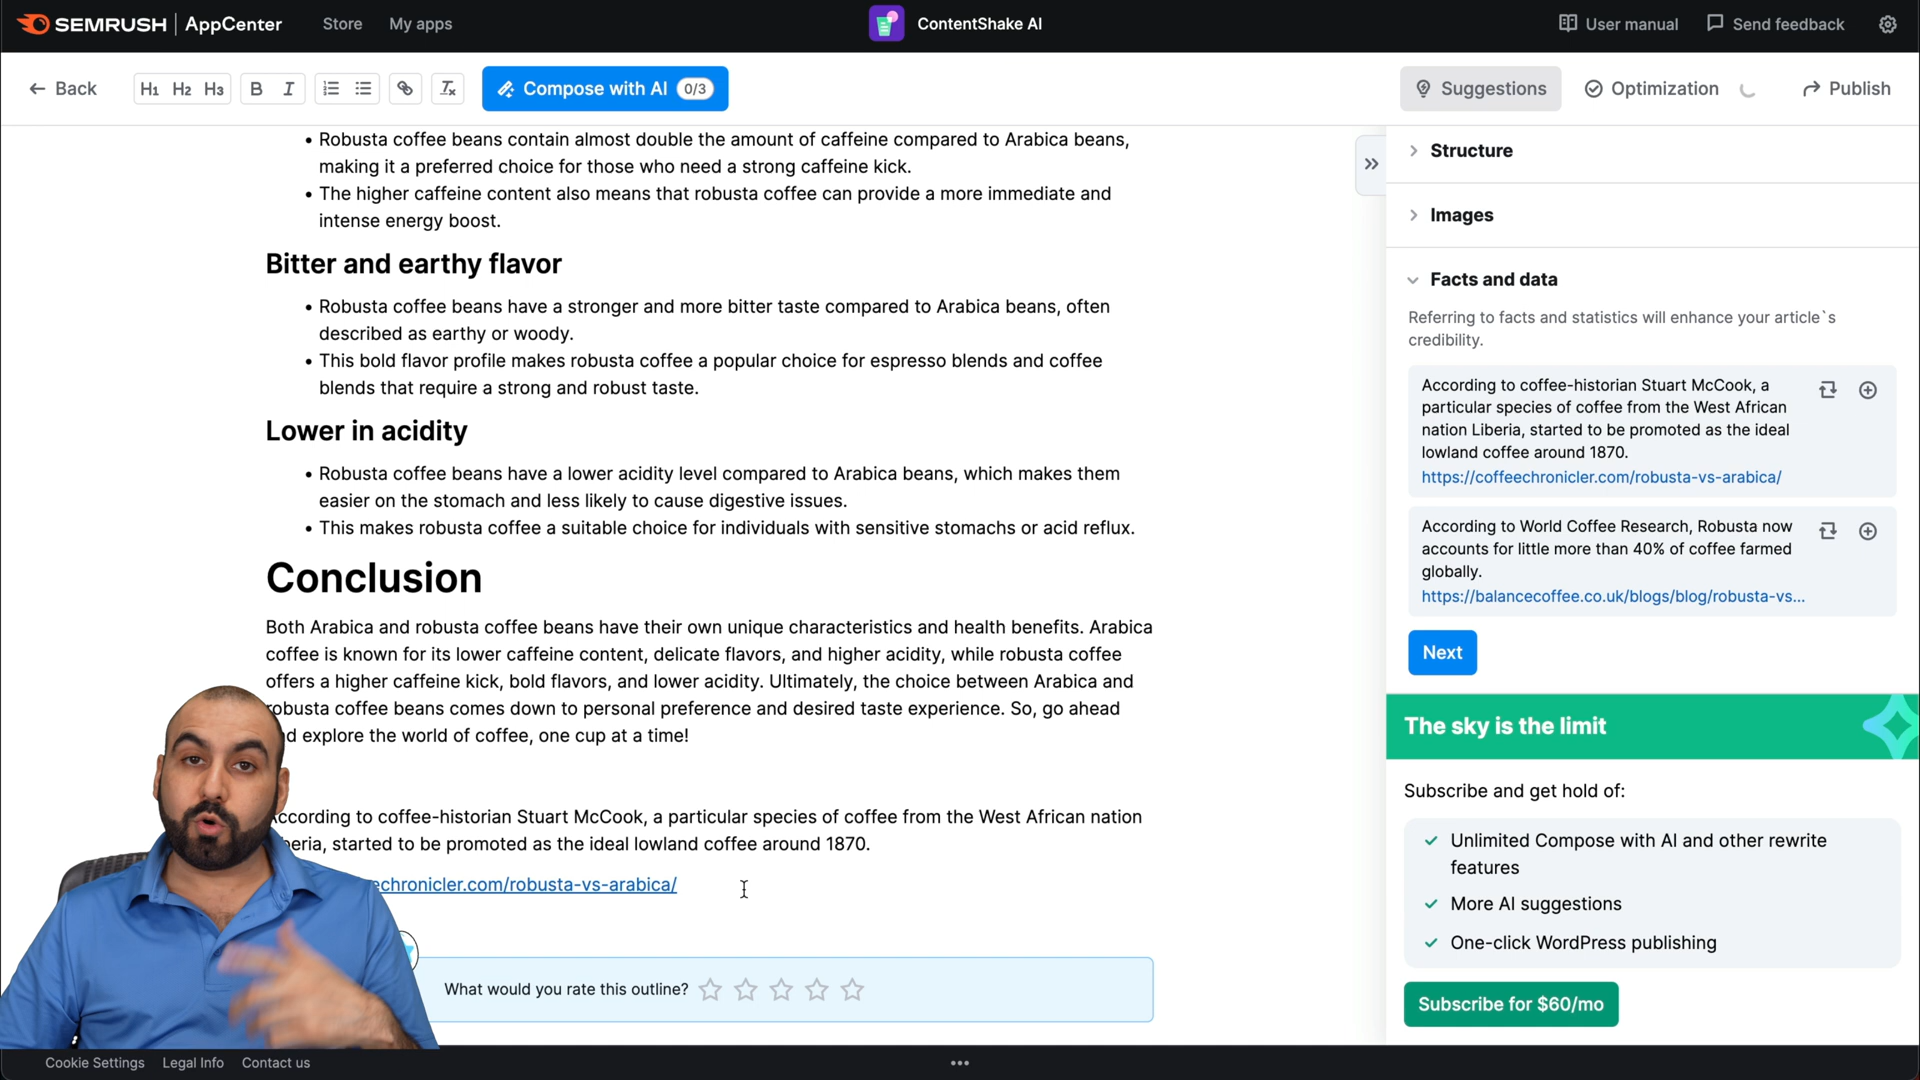 SEMRUSH AppCenter Store My apps ContentShake AI User manual Send feedback
Back H1 H2 H3 B I Compose with AI 0/3 Suggestions Optimization Publish
• Robusta coffee beans contain almost double the amount of caffeine compared to Arabica beans,
making it a preferred choice for those who need a strong caffeine kick.
• The higher caffeine content also means that robusta coffee can provide a more immediate and
intense energy boost.
Bitter and earthy flavor
• Robusta coffee beans have a stronger and more bitter taste compared to Arabica beans, often
described as earthy or woody.
• This bold flavor profile makes robusta coffee a popular choice for espresso blends and coffee
blends that require a strong and robust taste.
Lower in acidity
• Robusta coffee beans have a lower acidity level compared to Arabica beans, which makes them
easier on the stomach and less likely to cause digestive issues.
• This makes robusta coffee a suitable choice for individuals with sensitive stomachs or acid reflux.
Conclusion
Both Arabica and robusta coffee beans have their own unique characteristics and health benefits. Arabica
coffee is known for its lower caffeine content, delicate flavors, and higher acidity, while robusta coffee
offers a higher caffeine kick, bold flavors, and lower acidity. Ultimately, the choice between Arabica and
robusta coffee beans comes down to personal preference and desired taste experience. So, go ahead
explore the world of coffee, one cup at a time!
According to coffee-historian Stuart McCook, a particular species of coffee from the West African nation
started to be promoted as the ideal lowland coffee around 1870.
echronicler.com/robusta-vs-arabica/
What would you rate this outline?
Structure
Images
Facts and data
Referring to facts and statistics will enhance your article`s
credibility.
According to coffee-historian Stuart McCook, a
particular species of coffee from the West African
nation Liberia, started to be promoted as the ideal
lowland coffee around 1870.
https://coffeechronicler.com/robusta-vs-arabica/
According to World Coffee Research, Robusta now
accounts for little more than 40% of coffee farmed
globally.
https://balancecoffee.co.uk/blogs/blog/robusta-vs...
Next
The sky is the limit
Subscribe and get hold of:
Unlimited Compose with AI and other rewrite
features
More AI suggestions
One-click WordPress publishing
Subscribe for $60/mo
Cookie Settings Legal Info Contact us